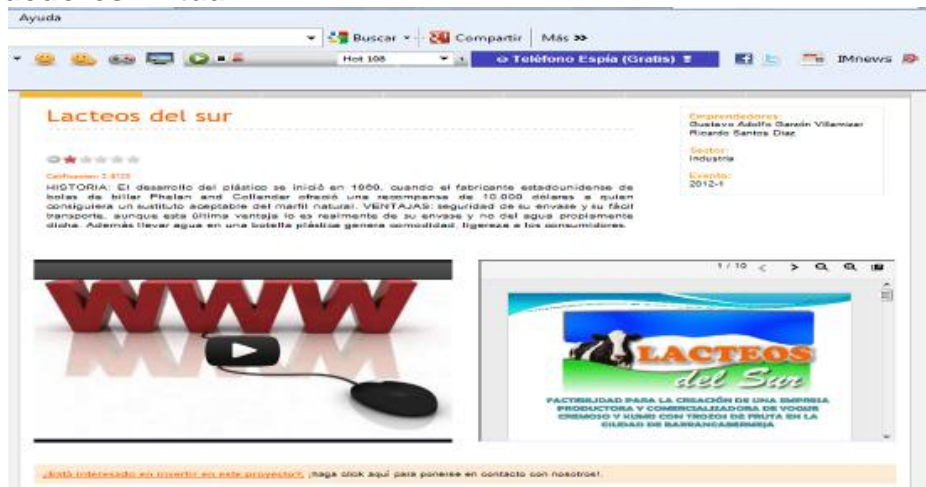 Ayuda
Buscar
Compartir
Más
Hot 108
Teléfono Espía (Gratis)
IMnews
Lacteos del sur
HISTORIA: El desarrollo del plástico se inició en 1860, cuando el fabricante estadounidense de
bolas de billar Phelan and Collander ofreció una recompensa de 10.000 dólares a quien
consiguiera un sustituto aceptable del marfil natural. VENTAJAS: seguridad de su envase y su fácil
transporte, aunque esta última ventaja lo es realmente de su envase y no del agua propiamente
dicha. Además llevar agua en una botella plástica genera comodidad, ligereza a los consumidores.
Emprendedores:
Gustavo Adolfo Garzón Villamizar
Ricardo Santos Diaz
Sector:
Industria
Evento:
2012-1
WWW
1 / 10
LACTEOS
del Sur
FACTIBILIDAD PARA LA CREACIÓN DE UNA EMPRESA
PRODUCTORA Y COMERCIALIZADORA DE YOGUR
CREMOSO Y KUMIS CON TROZOS DE FRUTA EN LA
CIUDAD DE BARRANCABERMEJA
¿Está interesado en invertir en este proyecto?, ¡haga click aquí para ponerse en contacto con nosotros!.